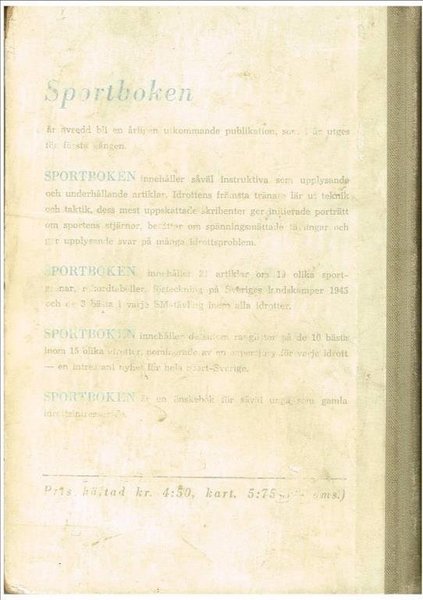 Sportboken
är avsedd bli en årligen utkommande publikation, som i år utges
för första gången.
SPORTBOKEN innehåller såväl instruktiva som upplysande
och underhållande artiklar. Idrottens främsta tränare lär ut teknik
och taktik, dess mest uppskattade skribenter ger initierade porträtt
om sportens stjärnor, berättar om spänningsmättade tävlingar och
ger upplysande svar på många idrottsproblem.
SPORTBOKEN innehåller 21 artiklar om 19 olika sport-
grenar, rekordtabeller, förteckning på Sveriges landskamper 1945
och de 3 bästa i varje SM-tävling inom alla idrotter.
SPORTBOKEN innehåller dessutom på de 10 bästa
inom 15 olika idrotter, nominerade av en expertjury för varje idrott
— en intressant nyhet för hela sport-Sverige.
SPORTBOKEN är en önskebok för såväl unga som gamla
idrottsintresserade.
Pris häftad kr. 4:50, kart. 5:75 oms.)